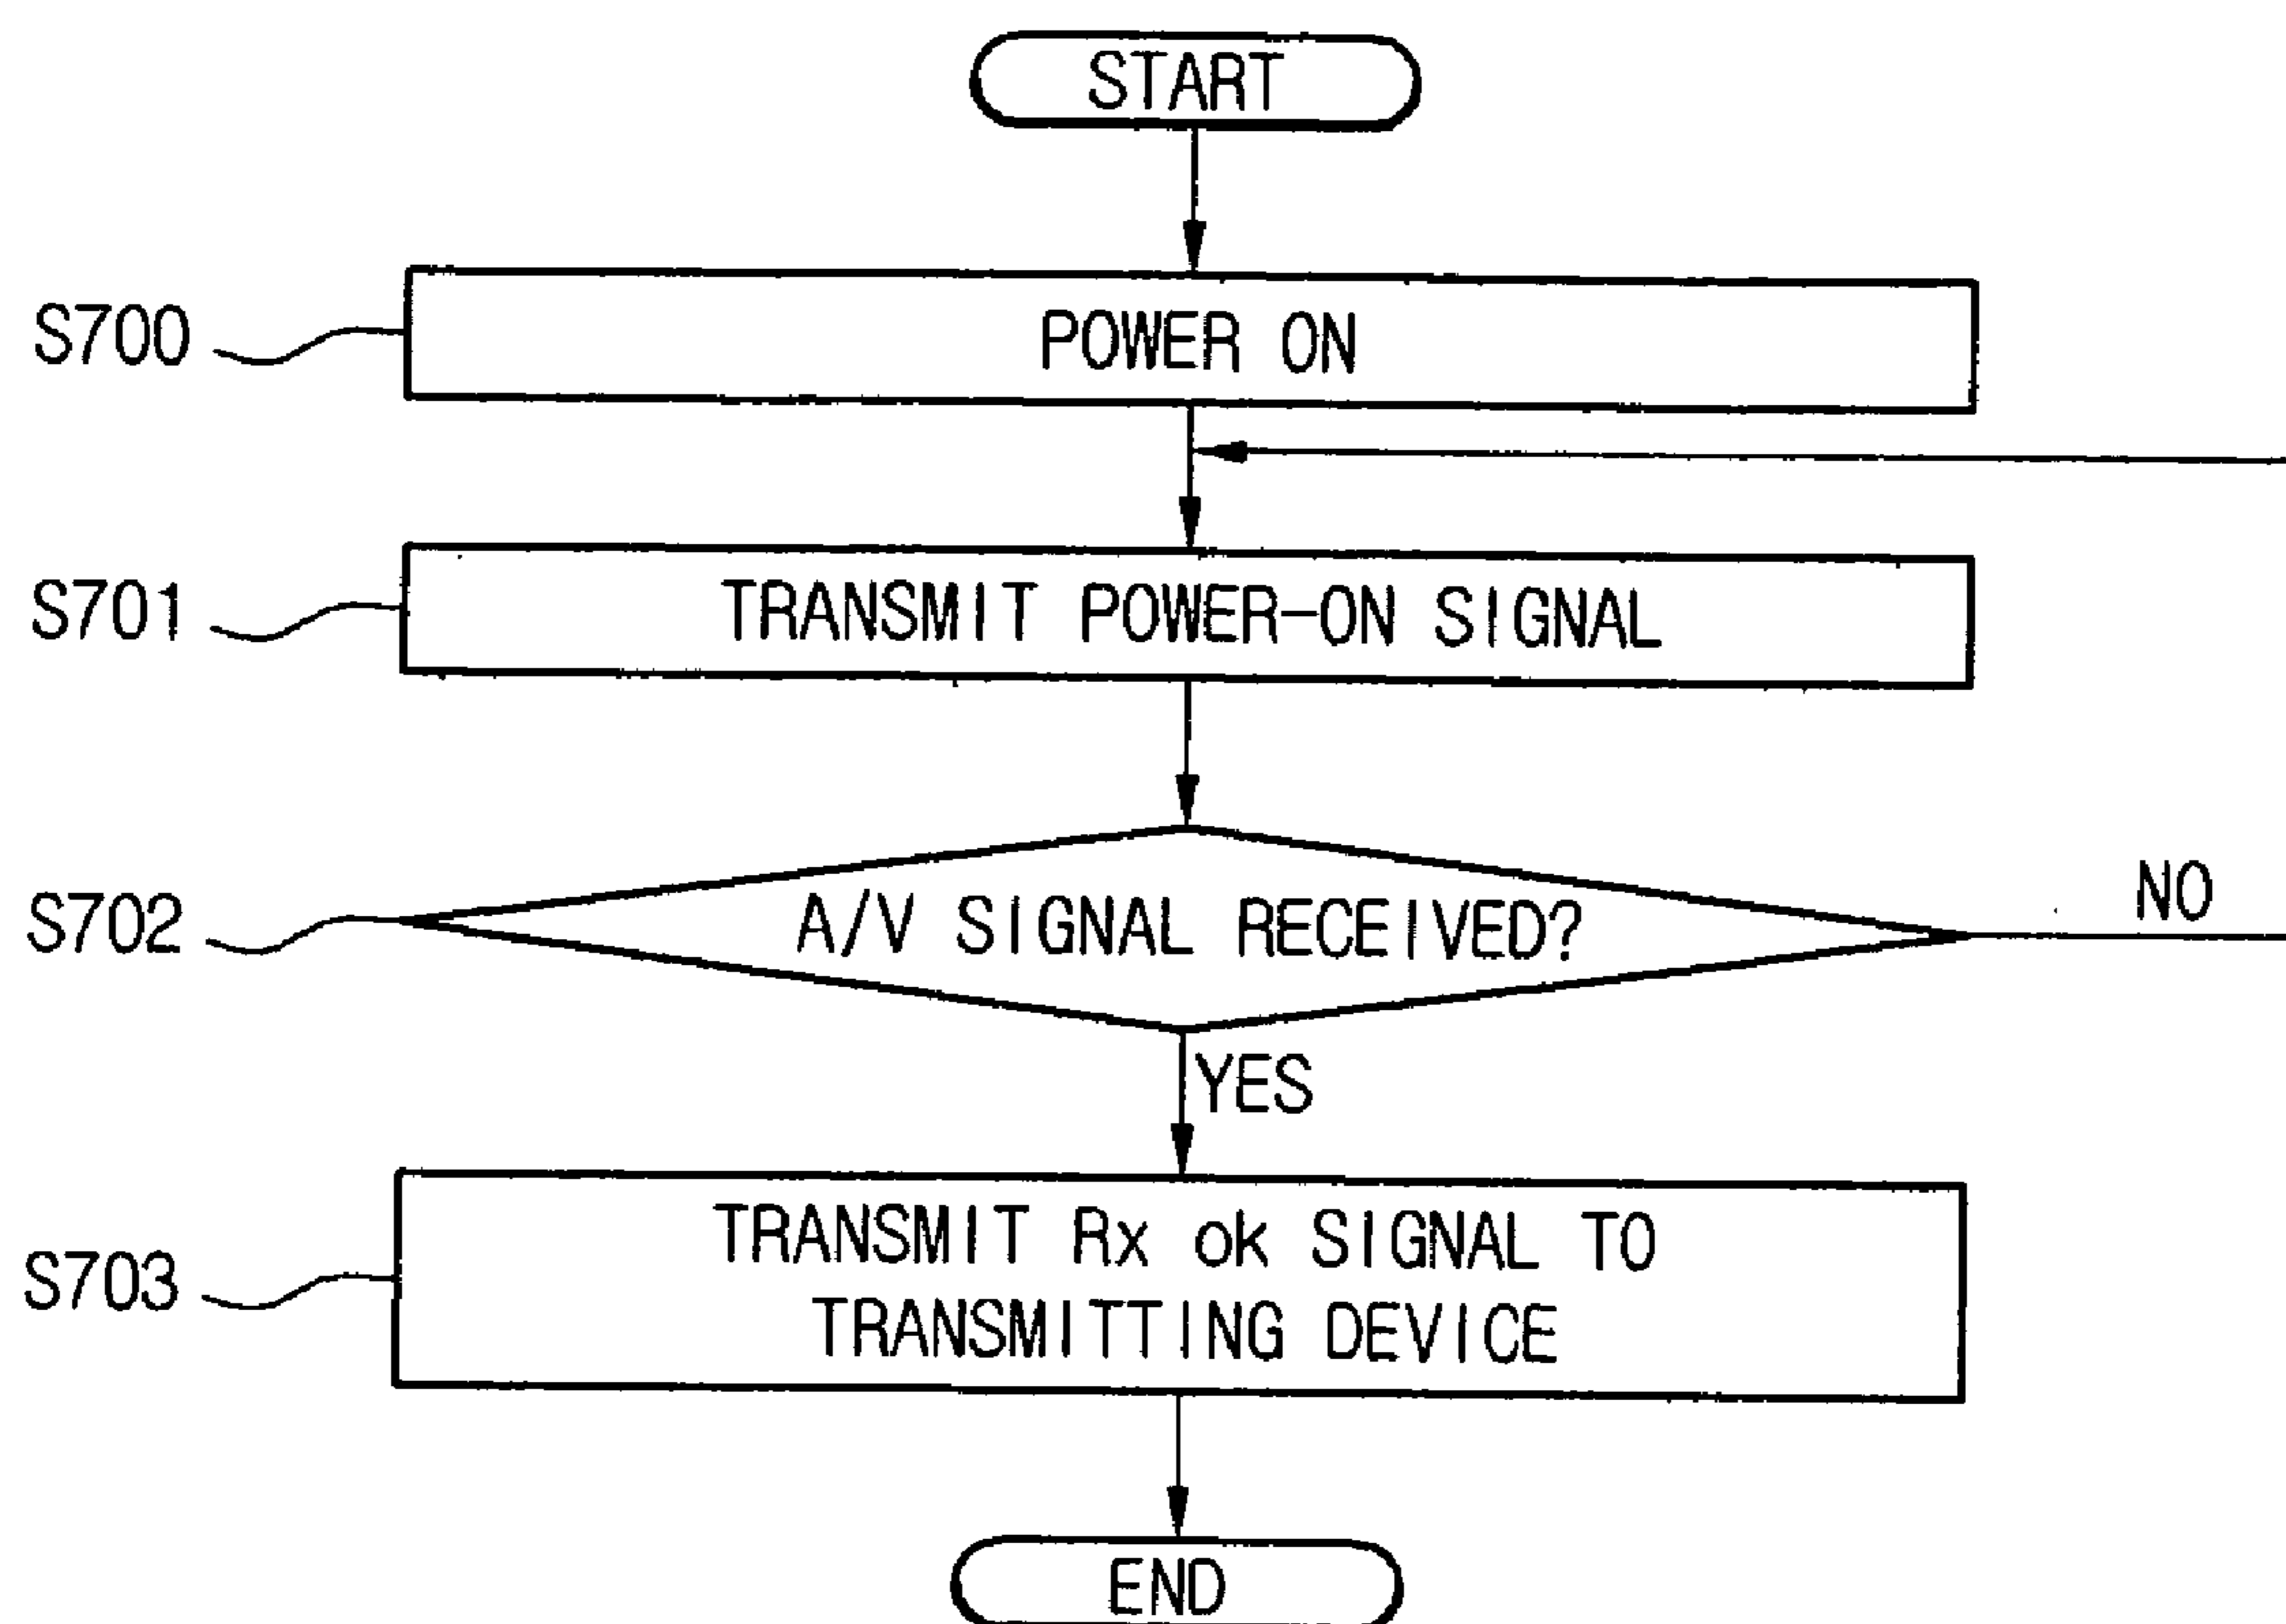 START
S700
POWER ON
S701
TRANSMIT POWER-ON SIGNAL
S702
A/V SIGNAL RECEIVED?
NO
YES
S703
TRANSMIT Rx ok SIGNAL TO
TRANSMITTING DEVICE
END